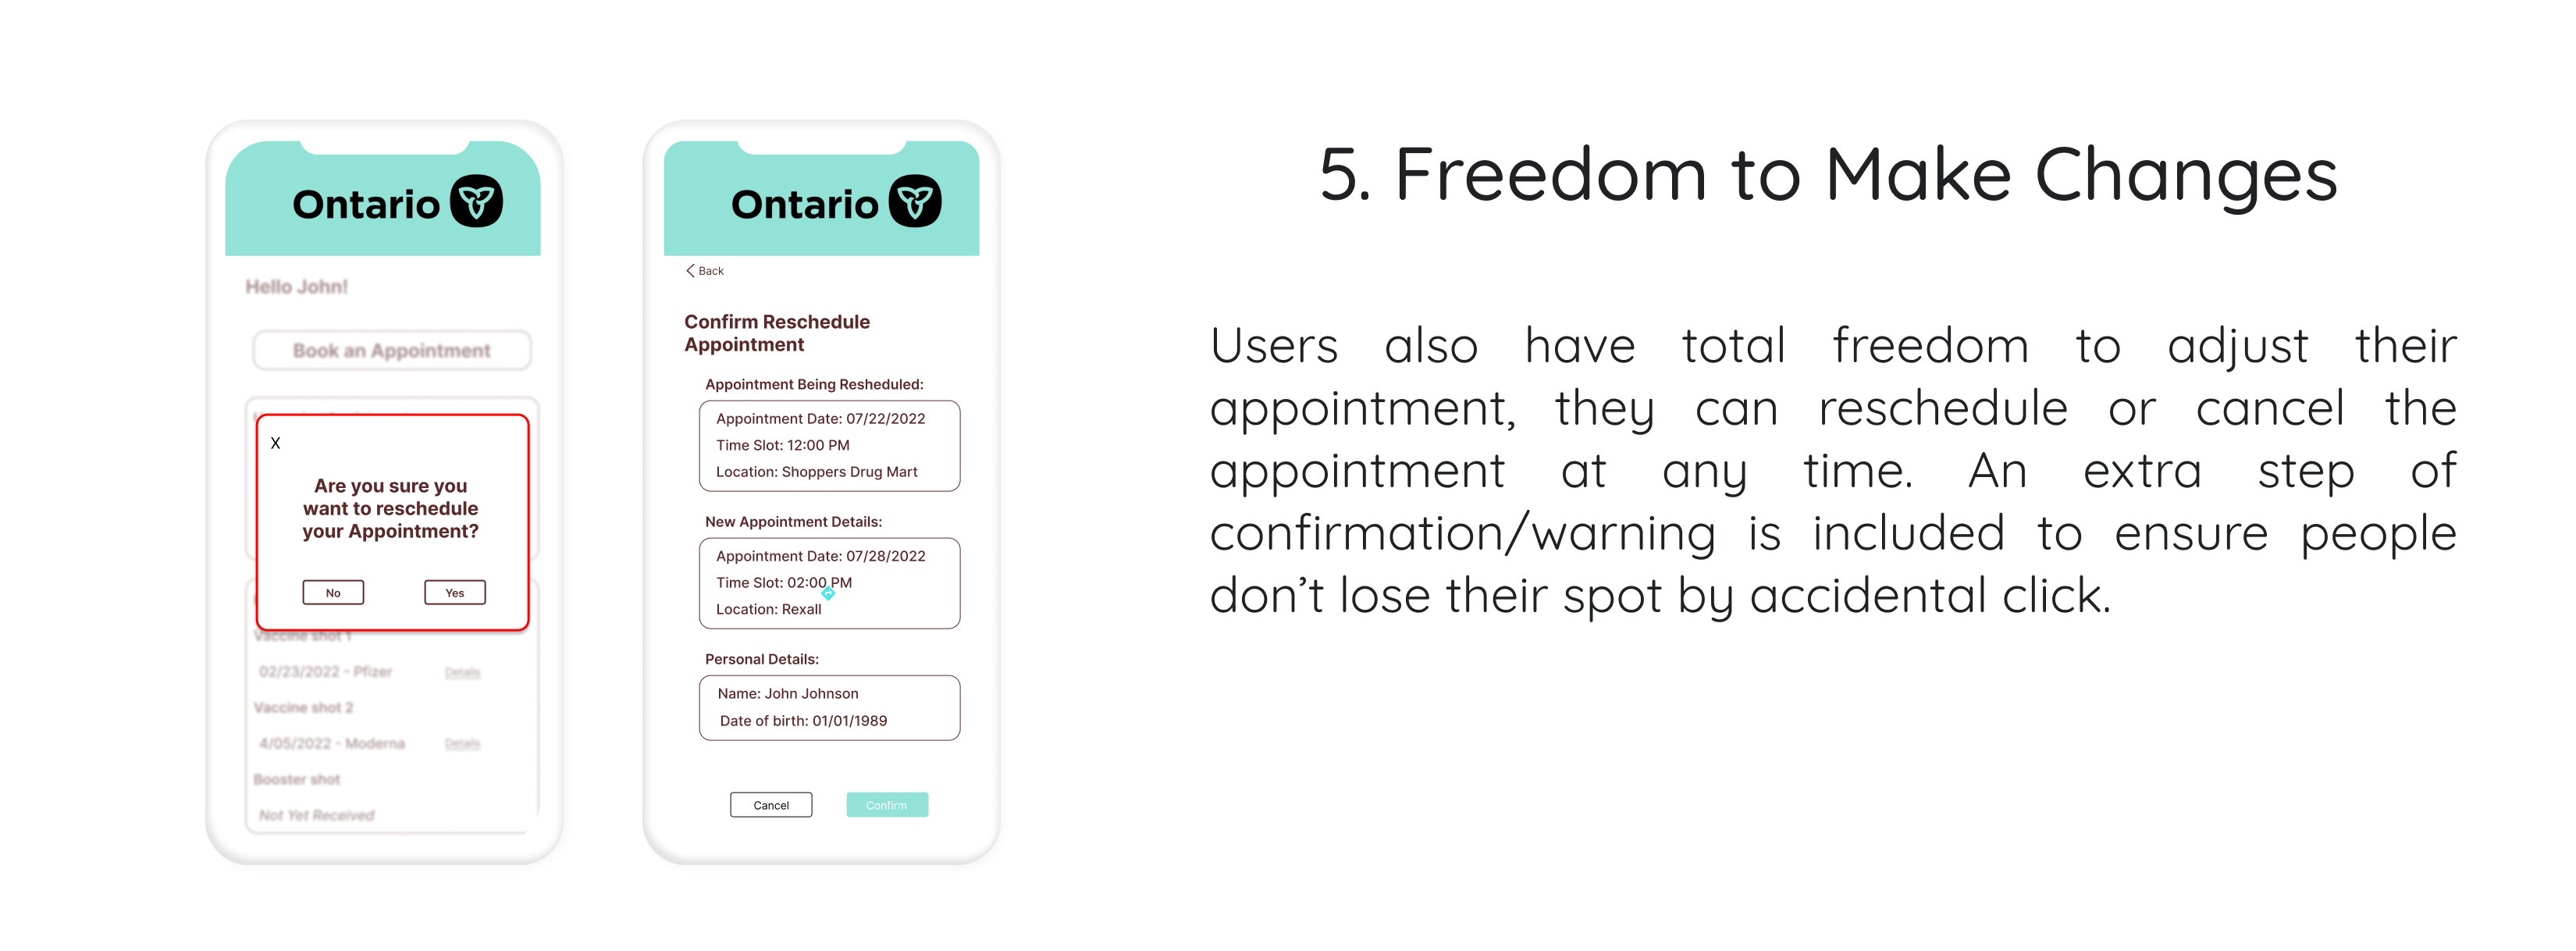 Ontario
Hello John!
Book an Appointment
X
Are you sure you
want to reschedule
your Appointment?
No
Yes
Vaccine shot 1
02/23/2022 - Pfizer
Details
Vaccine shot 2
4/05/2022 - Moderna
Details
Booster shot
Not Yet Received
Ontario
Back
Confirm Reschedule
Appointment
Appointment Being Resheduled:
Appointment Date: 07/22/2022
Time Slot: 12:00 PM
Location: Shoppers Drug Mart
New Appointment Details:
Appointment Date: 07/28/2022
Time Slot: 02:00 PM
Location: Rexall
Personal Details:
Name: John Johnson
Date of birth: 01/01/1989
Cancel
Confirm
5. Freedom to Make Changes
Users also have total freedom to adjust their
appointment, they can reschedule or cancel the
appointment at any time. An extra step of
confirmation/warning is included to ensure people
don’t lose their spot by accidental click.